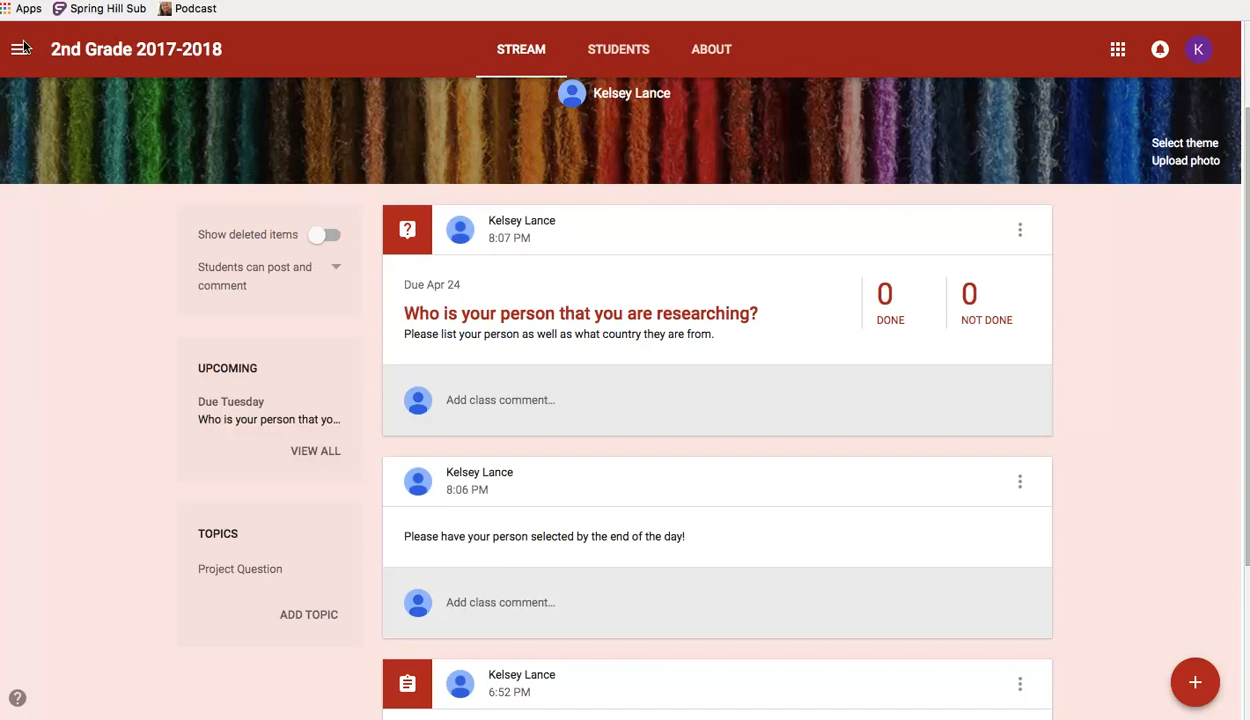 Apps Spring Hill Sub Podcast
2nd Grade 2017-2018 STREAM STUDENTS ABOUT K
Kelsey Lance
Select theme
Upload photo
Show deleted items
Students can post and
comment
UPCOMING
Due Tuesday
Who is your person that yo...
VIEW ALL
TOPICS
Project Question
ADD TOPIC
Kelsey Lance
8:07 PM
Due Apr 24
Who is your person that you are researching?
Please list your person as well as what country they are from.
0
DONE
0
NOT DONE
Add class comment...
Kelsey Lance
8:06 PM
Please have your person selected by the end of the day!
Add class comment...
Kelsey Lance
6:52 PM